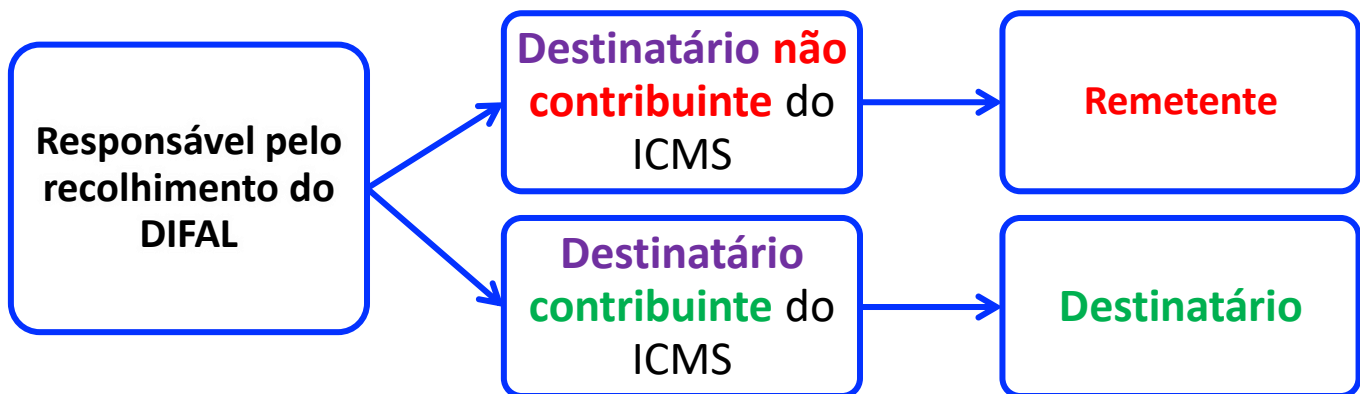 Responsável pelo
recolhimento do
DIFAL
Destinatário não
contribuinte do
ICMS
Remetente
Destinatário
contribuinte do
ICMS
Destinatário